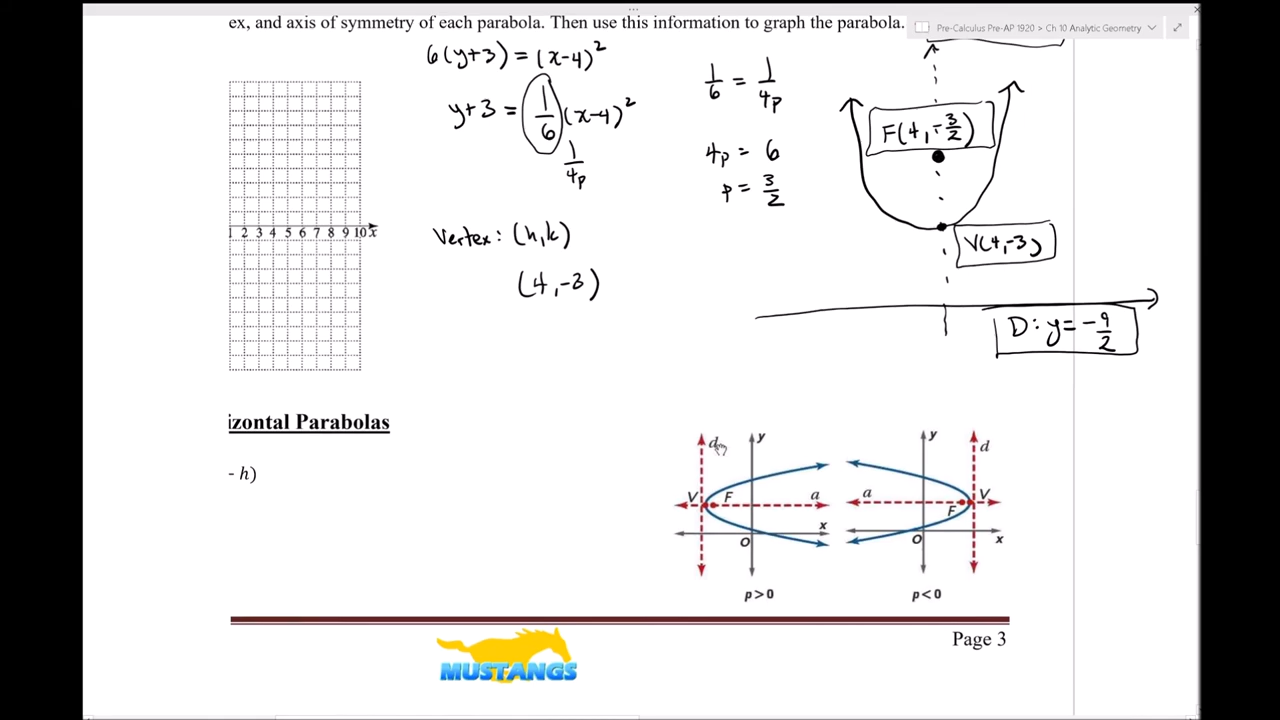 ex, and axis of symmetry of each parabola. Then use this information to graph the parabola.
Pre-Calculus Pre-AP 1920 > Ch 10 Analytic Geometry
6(y+3) = (x-4)²
y+3 = 1/6 (x-4)²
1/4p
1/6 = 1/4p
4p = 6
p = 3/2
F(4, -3/2)
V(4,-3)
D: y = -9/2
1 2 3 4 5 6 7 8 9 10 x
Vertex: (h,k)
(4,-3)
izontal Parabolas
- h)
d y
V F a
x
O
p>0
y d
a V
F
O x
p<0
Page 3
MUSTANGS